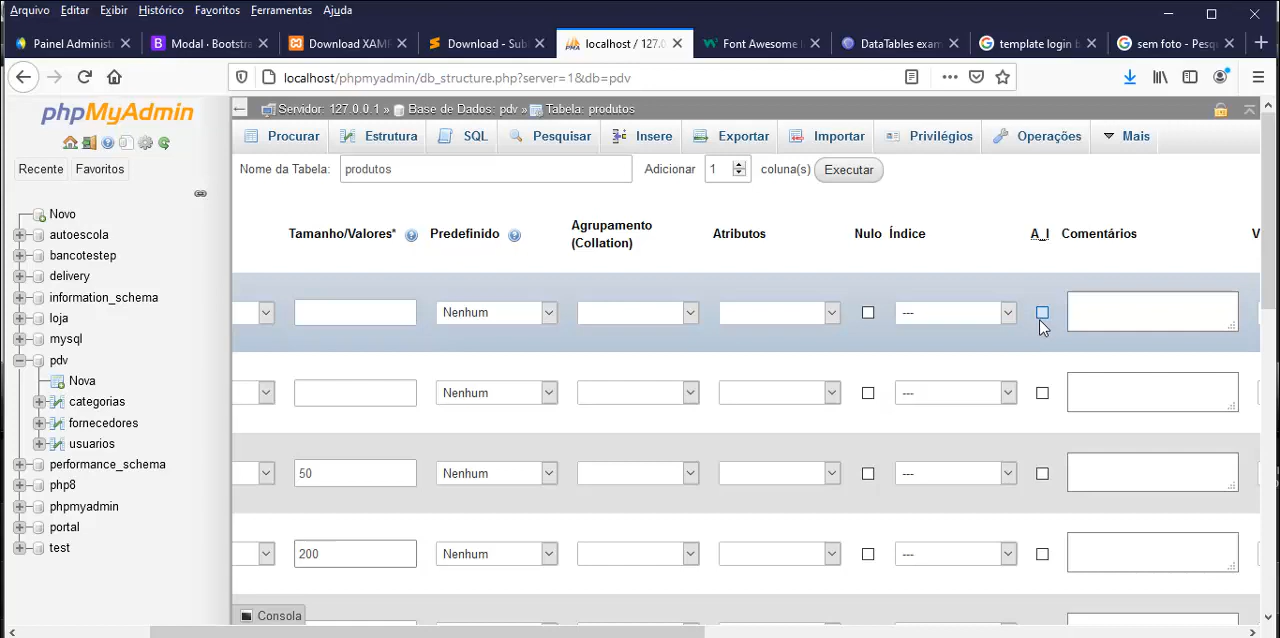 Arquivo Editar Exibir Histórico Favoritos Ferramentas Ajuda
Painel Administ Modal · Bootstra Download XAM Download - Sub localhost / 127.0 Font Awesome DataTables exam template login b sem foto - Pesq
localhost/phpmyadmin/db_structure.php?server=1&db=pdv
phpMyAdmin
Recente Favoritos
Novo
autoescola
bancotestep
delivery
information_schema
loja
mysql
pdv
Nova
categorias
fornecedores
usuarios
performance_schema
php8
phpmyadmin
portal
test
Servidor: 127.0.0.1 » Base de Dados: pdv » Tabela: produtos
Procurar Estrutura SQL Pesquisar Insere Exportar Importar Privilégios Operações Mais
Nome da Tabela: produtos Adicionar 1 coluna(s) Executar
Tamanho/Valores* Predefinido Agrupamento (Collation) Atributos Nulo Índice A_I Comentários V
Nenhum ---
Nenhum ---
50 Nenhum ---
200 Nenhum ---
Consola